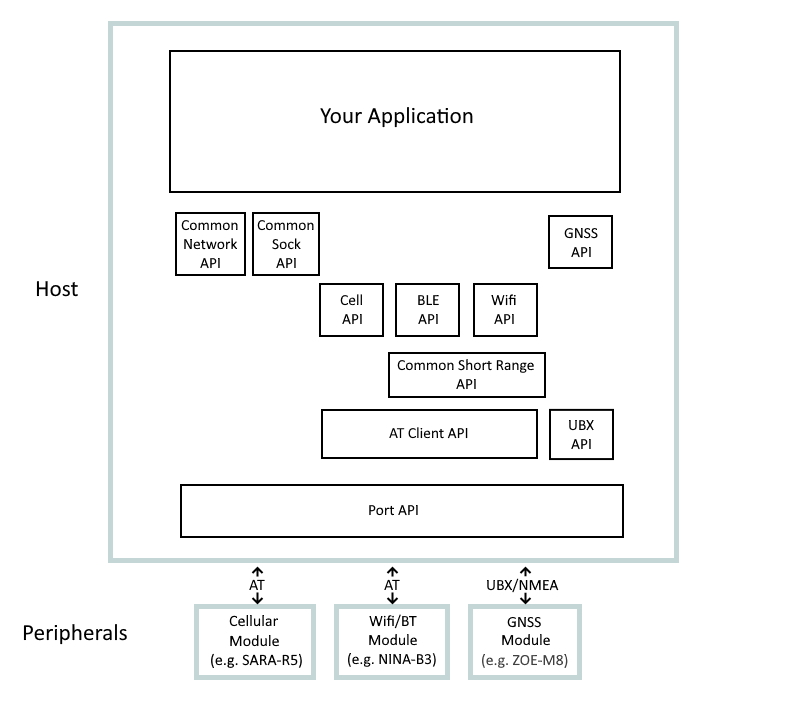 Your Application
Common
Network
API
Common
Sock
API
GNSS
API
Host
Cell
API
BLE
API
Wifi
API
Common Short Range
API
AT Client API
UBX
API
Port API
AT
AT
UBX/NMEA
Peripherals
Cellular
Module
(e.g. SARA-R5)
Wifi/BT
Module
(e.g. NINA-B3)
GNSS
Module
(e.g. ZOE-M8)